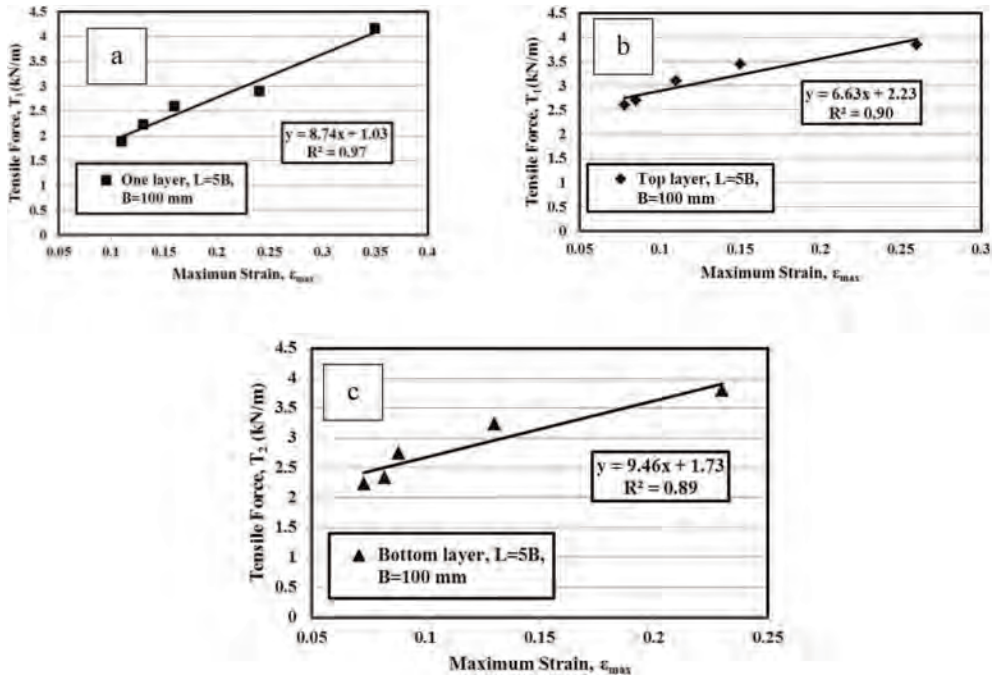 a
Tensile Force, T₁(kN/m)
4.5
4
3.5
3
2.5
2
1.5
1
0.5
0
y = 8.74x + 1.03
R² = 0.97
One layer, L=5B,
B=100 mm
0.05
0.1
0.15
0.2
0.25
0.3
0.35
0.4
Maximun Strain, εmax
b
Tensile Force, T₁(kN/m)
4.5
4
3.5
3
2.5
2
1.5
1
0.5
0
y = 6.63x + 2.23
R² = 0.90
Top layer, L=5B,
B=100 mm
0.05
0.1
0.15
0.2
0.25
0.3
Maximum Strain, εmax
c
Tensile Force, T₂ (kN/m)
4.5
4
3.5
3
2.5
2
1.5
1
0.5
0
y = 9.46x + 1.73
R² = 0.89
Bottom layer, L=5B,
B=100 mm
0.05
0.1
0.15
0.2
0.25
Maximum Strain, εmax